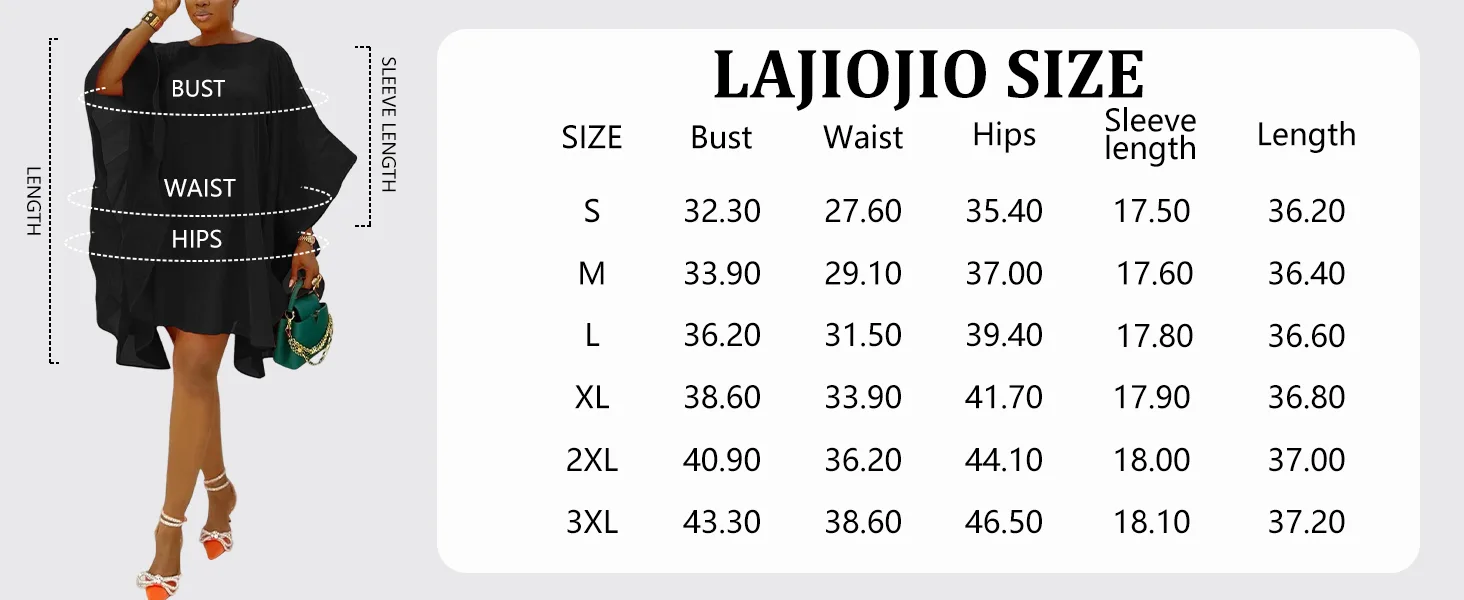 BUST
WAIST
HIPS
LENGTH
SLEEVE LENGTH
LAJIOJIO SIZE
SIZE Bust Waist Hips Sleeve length Length
S 32.30 27.60 35.40 17.50 36.20
M 33.90 29.10 37.00 17.60 36.40
L 36.20 31.50 39.40 17.80 36.60
XL 38.60 33.90 41.70 17.90 36.80
2XL 40.90 36.20 44.10 18.00 37.00
3XL 43.30 38.60 46.50 18.10 37.20